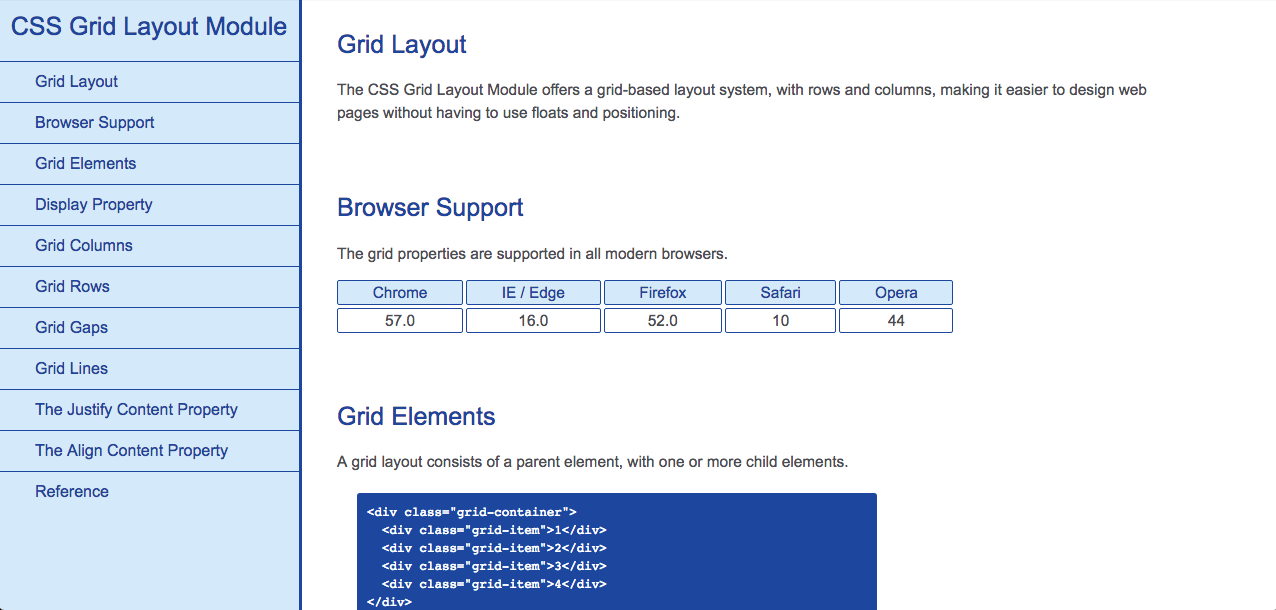 CSS Grid Layout Module
Grid Layout
Browser Support
Grid Elements
Display Property
Grid Columns
Grid Rows
Grid Gaps
Grid Lines
The Justify Content Property
The Align Content Property
Reference
Grid Layout
The CSS Grid Layout Module offers a grid-based layout system, with rows and columns, making it easier to design web
pages without having to use floats and positioning.
Browser Support
The grid properties are supported in all modern browsers.
Chrome IE / Edge Firefox Safari Opera
57.0 16.0 52.0 10 44
Grid Elements
A grid layout consists of a parent element, with one or more child elements.
<div class="grid-container">
  <div class="grid-item">1</div>
  <div class="grid-item">2</div>
  <div class="grid-item">3</div>
  <div class="grid-item">4</div>
</div>